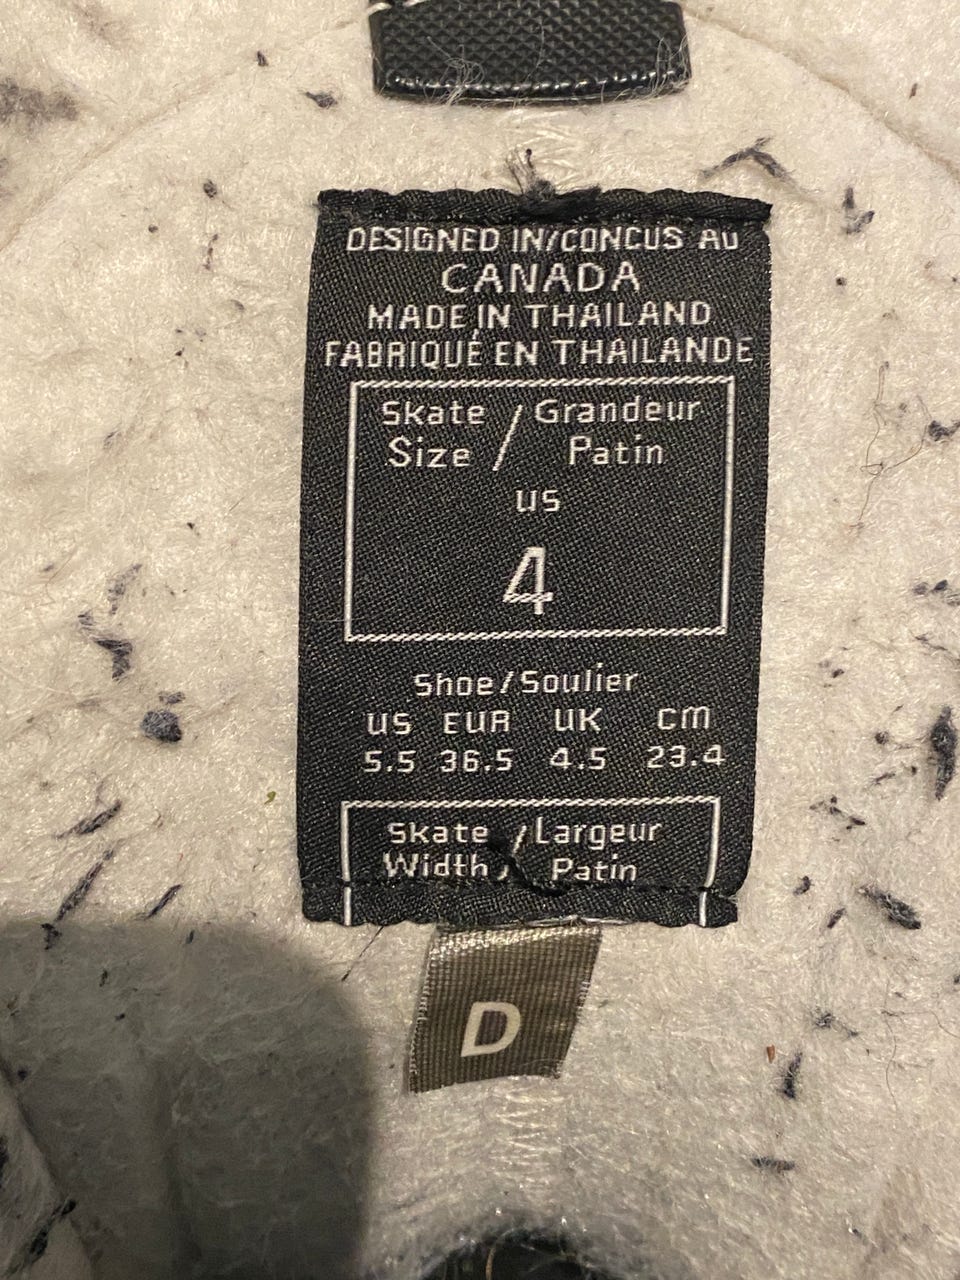 DESIGNED IN/CONCUS AU
CANADA
MADE IN THAILAND
FABRIQUÉ EN THAILANDE
Skate / Grandeur
Size Patin
US
4
Shoe/Soulier
US EUR UK cm
5.5 36.5 4.5 23.4
Skate / Largeur
Width Patin
D